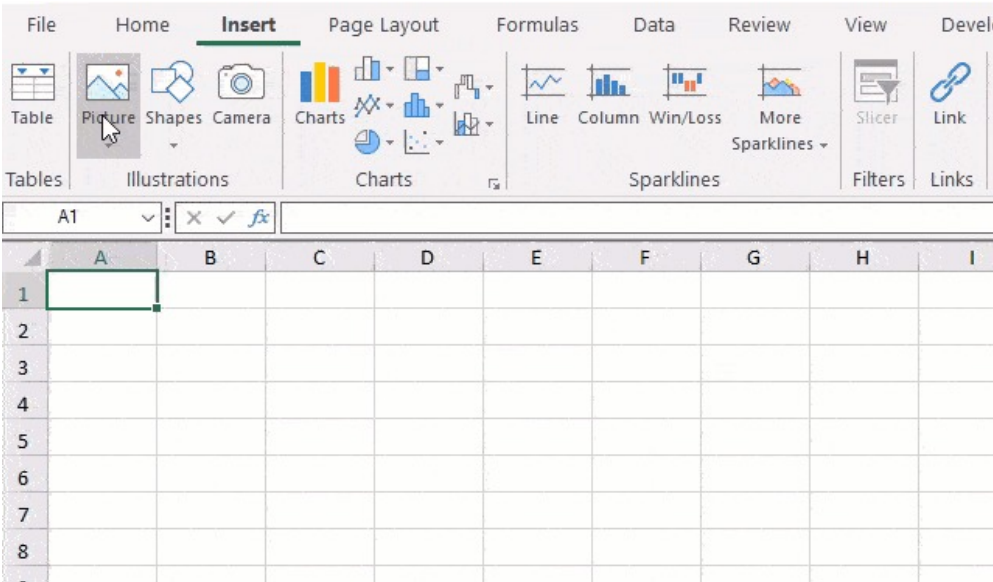 File Home Insert Page Layout Formulas Data Review View Devel
Table Picture Shapes Camera Charts Line Column Win/Loss More Sparklines Slicer Link
Tables Illustrations Charts Sparklines Filters Links
A1 fx
A B C D E F G H I
1
2
3
4
5
6
7
8